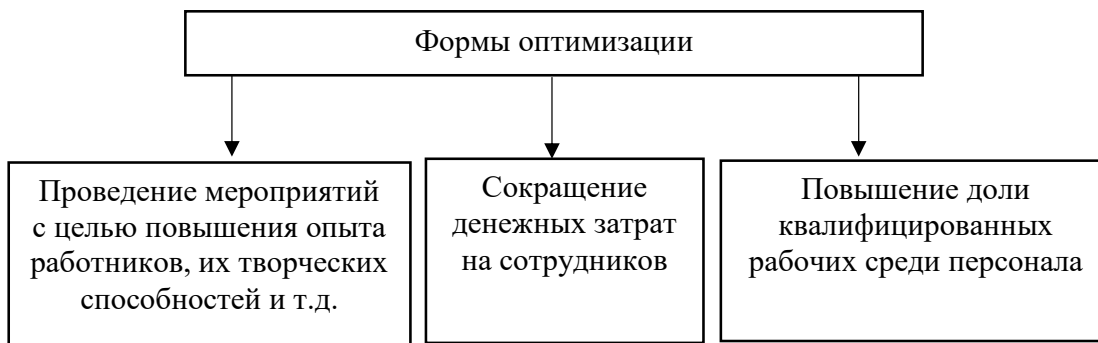 Формы оптимизации
Проведение мероприятий
с целью повышения опыта
работников, их творческих
способностей и т.д.
Сокращение
денежных затрат
на сотрудников
Повышение доли
квалифицированных
рабочих среди персонала